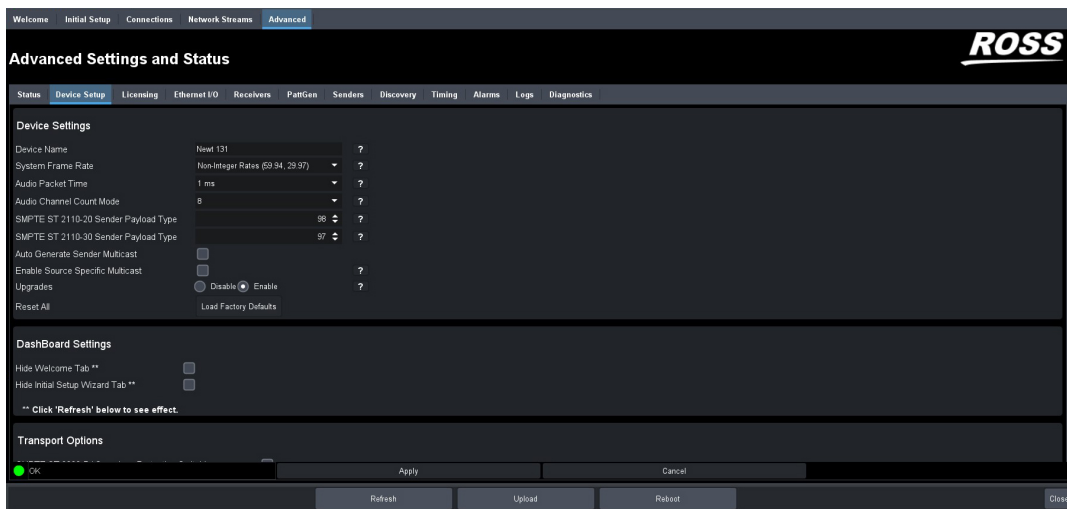 Welcome Initial Setup Connections Network Streams Advanced
Advanced Settings and Status
ROSS
Status Device Setup Licensing Ethernet I/O Receivers PattGen Senders Discovery Timing Alarms Logs Diagnostics
Device Settings
Device Name Newt 131 ?
System Frame Rate Non-Integer Rates (59.94, 29.97) ?
Audio Packet Time 1 ms ?
Audio Channel Count Mode 8 ?
SMPTE ST 2110-20 Sender Payload Type 98 ?
SMPTE ST 2110-30 Sender Payload Type 97 ?
Auto Generate Sender Multicast
Enable Source Specific Multicast ?
Upgrades Disable Enable ?
Reset All Load Factory Defaults
DashBoard Settings
Hide Welcome Tab **
Hide Initial Setup Wizard Tab **
** Click 'Refresh' below to see effect.
Transport Options
OK Apply Cancel
Refresh Upload Reboot Close